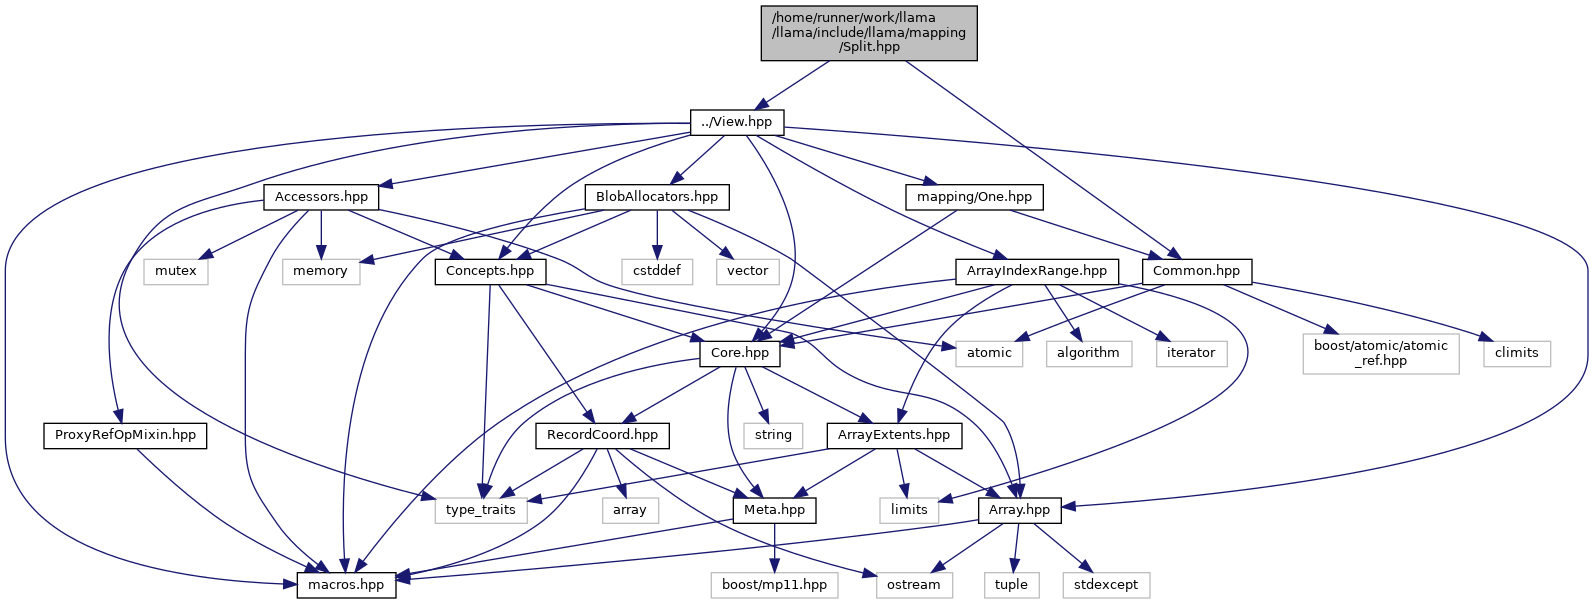 /home/runner/work/llama
/llama/include/llama/mapping
/Split.hpp
../View.hpp
Accessors.hpp
BlobAllocators.hpp
mapping/One.hpp
mutex
memory
Concepts.hpp
cstddef
vector
ArrayIndexRange.hpp
Common.hpp
Core.hpp
atomic
algorithm
iterator
boost/atomic/atomic
_ref.hpp
climits
ProxyRefOpMixin.hpp
RecordCoord.hpp
string
ArrayExtents.hpp
type_traits
array
Meta.hpp
limits
Array.hpp
macros.hpp
boost/mp11.hpp
ostream
tuple
stdexcept